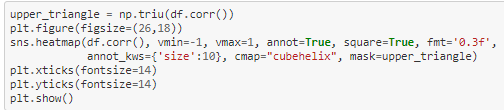 upper_triangle = np.triu(df.corr())
plt.figure(figsize=(26,18))
sns.heatmap(df.corr(), vmin=-1, vmax=1, annot=True, square=True, fmt='0.3f',
            annot_kws={'size':10}, cmap="cubehelix", mask=upper_triangle)
plt.xticks(fontsize=14)
plt.yticks(fontsize=14)
plt.show()